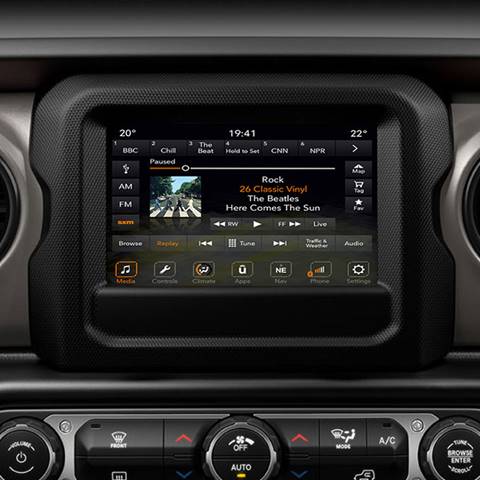 20° 19:41 22°
1 BBC 2 Chill 3 The Beat 4 Hold to Set 5 CNN 6 NPR
Paused
Map
AM
Rock
26 Classic Vinyl
Tag
The Beatles
FM
Here Comes The Sun
Fav
sxm
RW FF Live
Browse Replay Tune Traffic & Weather Audio
Media Controls Climate Apps Nav Phone Settings
NE
FRONT OFF MODE A/C
VOLUME AUTO TUNE
BROWSE
ENTER
SCROLL